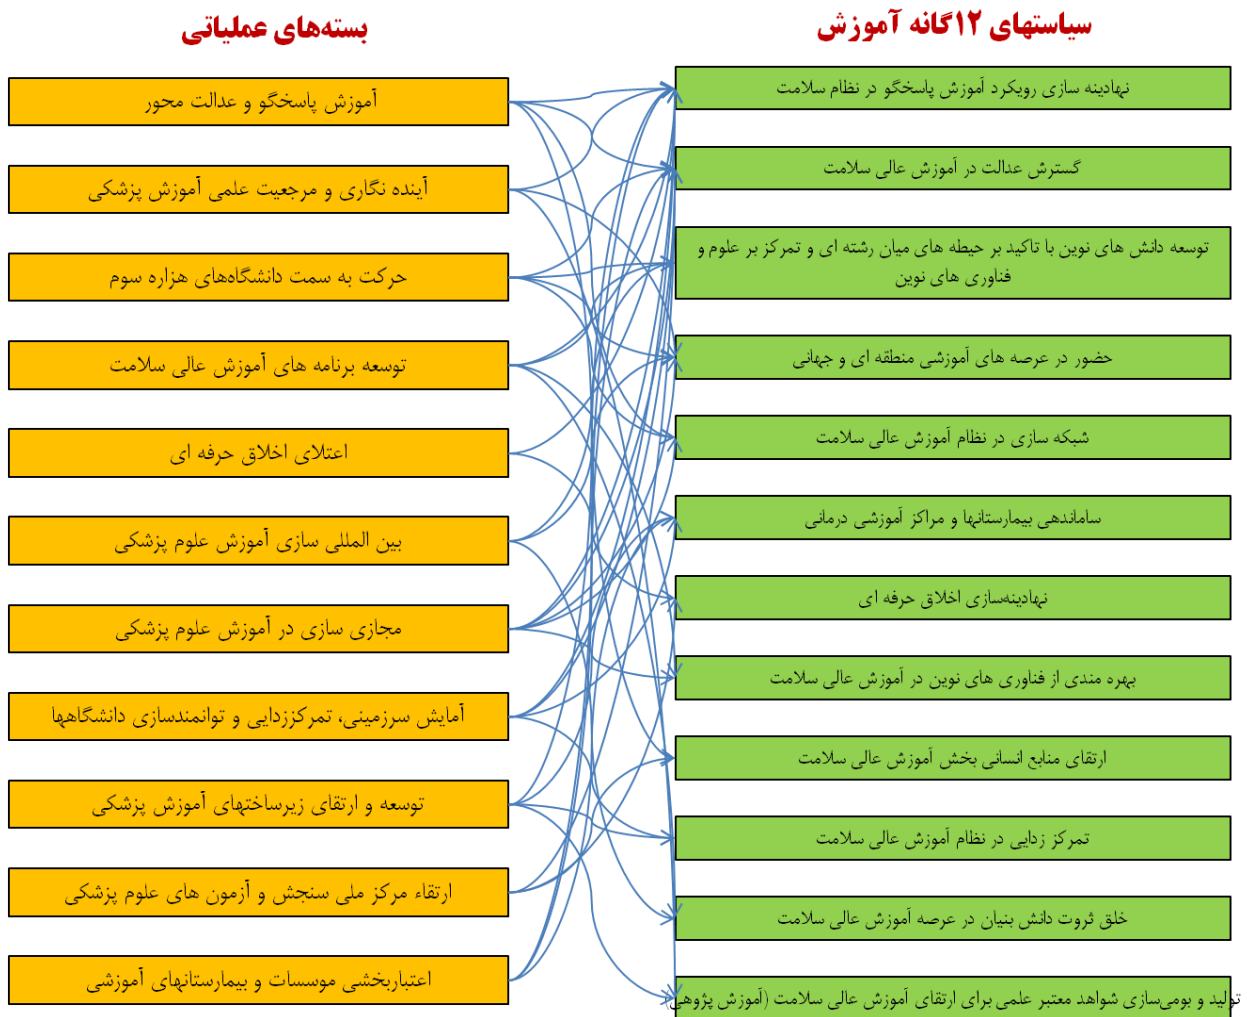 سیاستهای ۱۲گانه آموزش
نهادینه سازی رویکرد آموزش پاسخگو در نظام سلامت
گسترش عدالت در آموزش عالی سلامت
توسعه دانش های نوین با تاکید بر حیطه های میان رشته ای و تمرکز بر علوم و
فناوری های نوین
حضور در عرصه های آموزشی منطقه ای و جهانی
شبکه سازی در نظام آموزش عالی سلامت
ساماندهی بیمارستانها و مراکز آموزشی درمانی
نهادینه‌سازی اخلاق حرفه ای
بهره مندی از فناوری های نوین در آموزش عالی سلامت
ارتقای منابع انسانی بخش آموزش عالی سلامت
تمرکز زدایی در نظام آموزش عالی سلامت
خلق ثروت دانش بنیان در عرصه آموزش عالی سلامت
تولید و بومی‌سازی شواهد معتبر علمی برای ارتقای آموزش عالی سلامت (آموزش پژوهی)
بسته‌های عملیاتی
آموزش پاسخگو و عدالت محور
آینده نگاری و مرجعیت علمی آموزش پزشکی
حرکت به سمت دانشگاه‌های هزاره سوم
توسعه برنامه های آموزش عالی سلامت
اعتلای اخلاق حرفه ای
بین المللی سازی آموزش علوم پزشکی
مجازی سازی در آموزش علوم پزشکی
آمایش سرزمینی، تمرکززدایی و توانمندسازی دانشگاهها
توسعه و ارتقای زیرساختهای آموزش پزشکی
ارتقاء مرکز ملی سنجش و آزمون های علوم پزشکی
اعتباربخشی موسسات و بیمارستانهای آموزشی